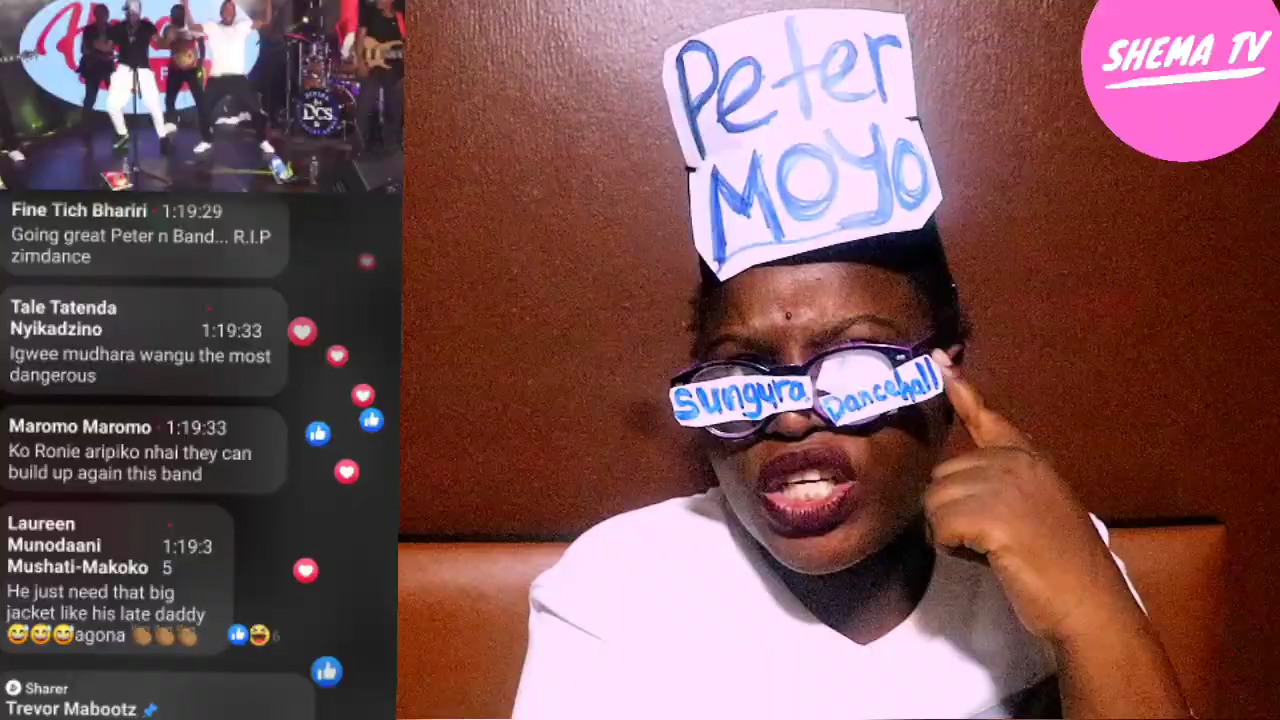 DCS
Fine Tich Bhariri 1:19:29
Going great Peter n Band... R.I.P
zimdance
Tale Tatenda
Nyikadzino 1:19:33
Igwee mudhara wangu the most
dangerous
Maromo Maromo 1:19:33
Ko Ronie aripiko nhai they can
build up again this band
Laureen
Munodaani 1:19:3
Mushati-Makoko 5
He just need that big
jacket like his late daddy
😅😅😅agona 👏👏👏
6
Sharer
Trevor Mabootz
Peter
MOYO
Sungura Dancehall
SHEMA TV